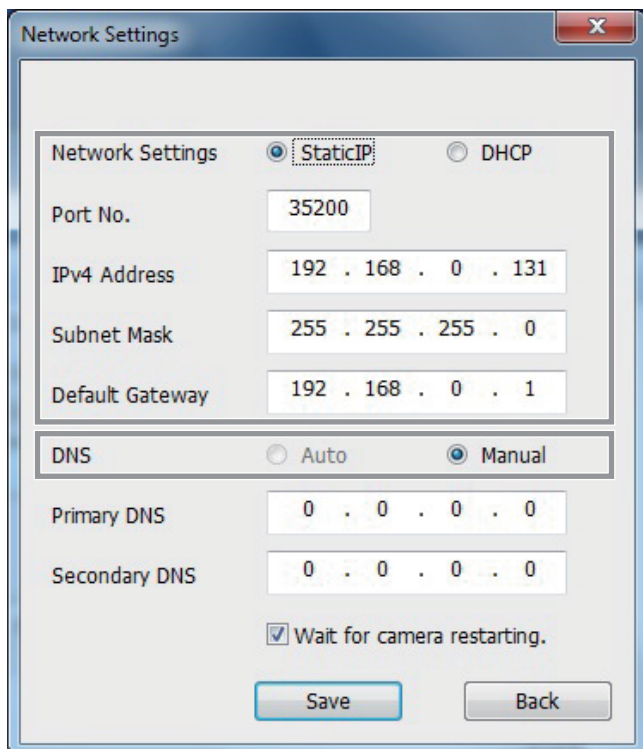 Network Settings
X
Network Settings StaticIP DHCP
Port No. 35200
IPv4 Address 192 . 168 . 0 . 131
Subnet Mask 255 . 255 . 255 . 0
Default Gateway 192 . 168 . 0 . 1
DNS Auto Manual
Primary DNS 0 . 0 . 0 . 0
Secondary DNS 0 . 0 . 0 . 0
Wait for camera restarting.
Save Back